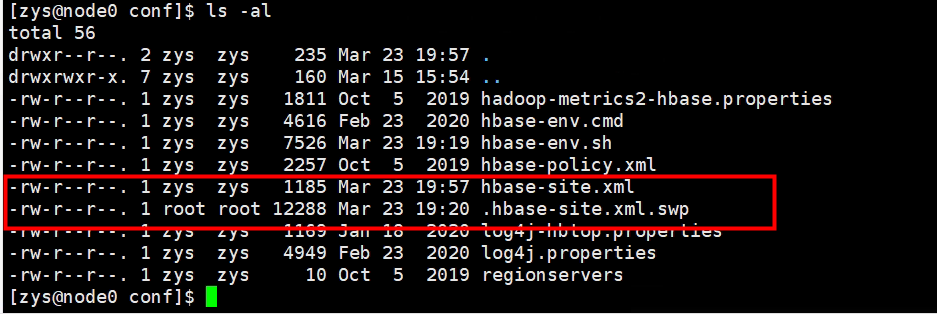 [zys@node0 conf]$ ls -al
total 56
drwxr--r--. 2 zys  zys    235 Mar 23 19:57 .
drwxrwxr-x. 7 zys  zys    160 Mar 15 15:54 ..
-rw-r--r--. 1 zys  zys   1811 Oct  5  2019 hadoop-metrics2-hbase.properties
-rw-r--r--. 1 zys  zys   4616 Feb 23  2020 hbase-env.cmd
-rw-r--r--. 1 zys  zys   7526 Mar 23 19:19 hbase-env.sh
-rw-r--r--. 1 zys  zys   2257 Oct  5  2019 hbase-policy.xml
-rw-r--r--. 1 zys  zys   1185 Mar 23 19:57 hbase-site.xml
-rw-r--r--. 1 root root 12288 Mar 23 19:20 .hbase-site.xml.swp
-rw-r--r--. 1 zys  zys   1169 Jan 18  2020 log4j-hbtop.properties
-rw-r--r--. 1 zys  zys   4949 Feb 23  2020 log4j.properties
-rw-r--r--. 1 zys  zys     10 Oct  5  2019 regionservers
[zys@node0 conf]$